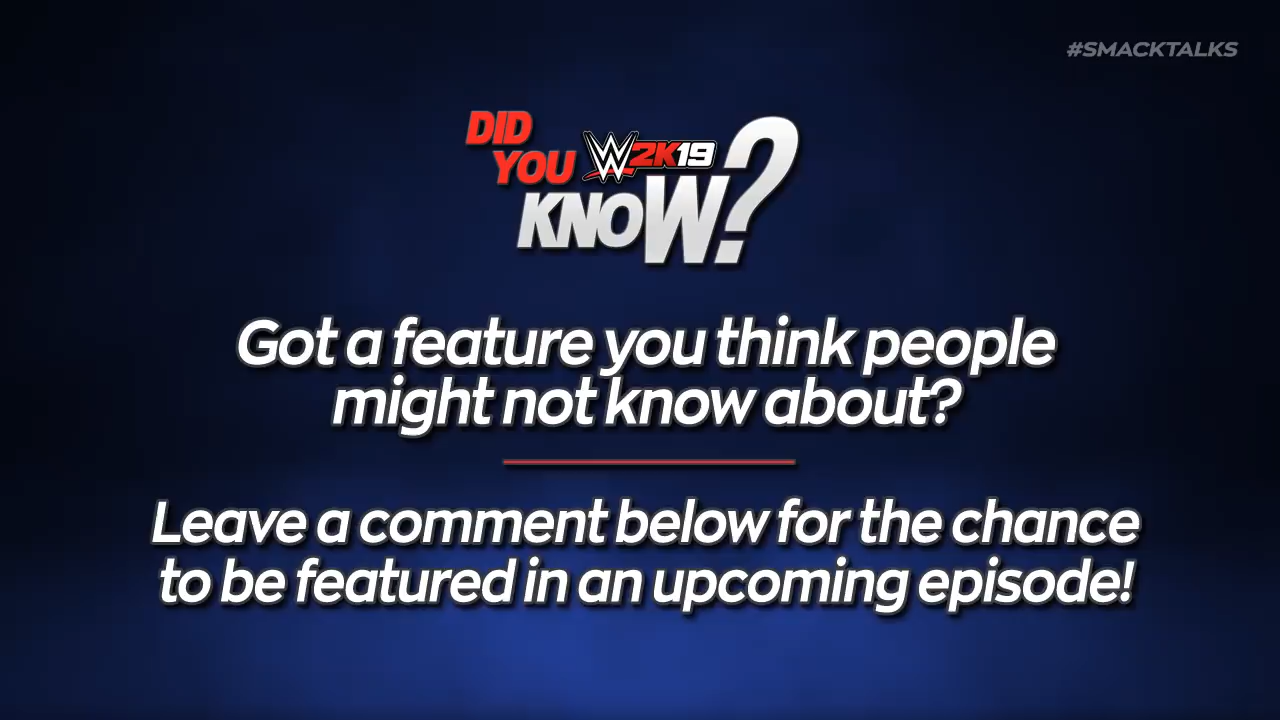 #SMACKTALKS
DID
YOU W 2K19
KNOW?
Got a feature you think people
might not know about?
Leave a comment below for the chance
to be featured in an upcoming episode!